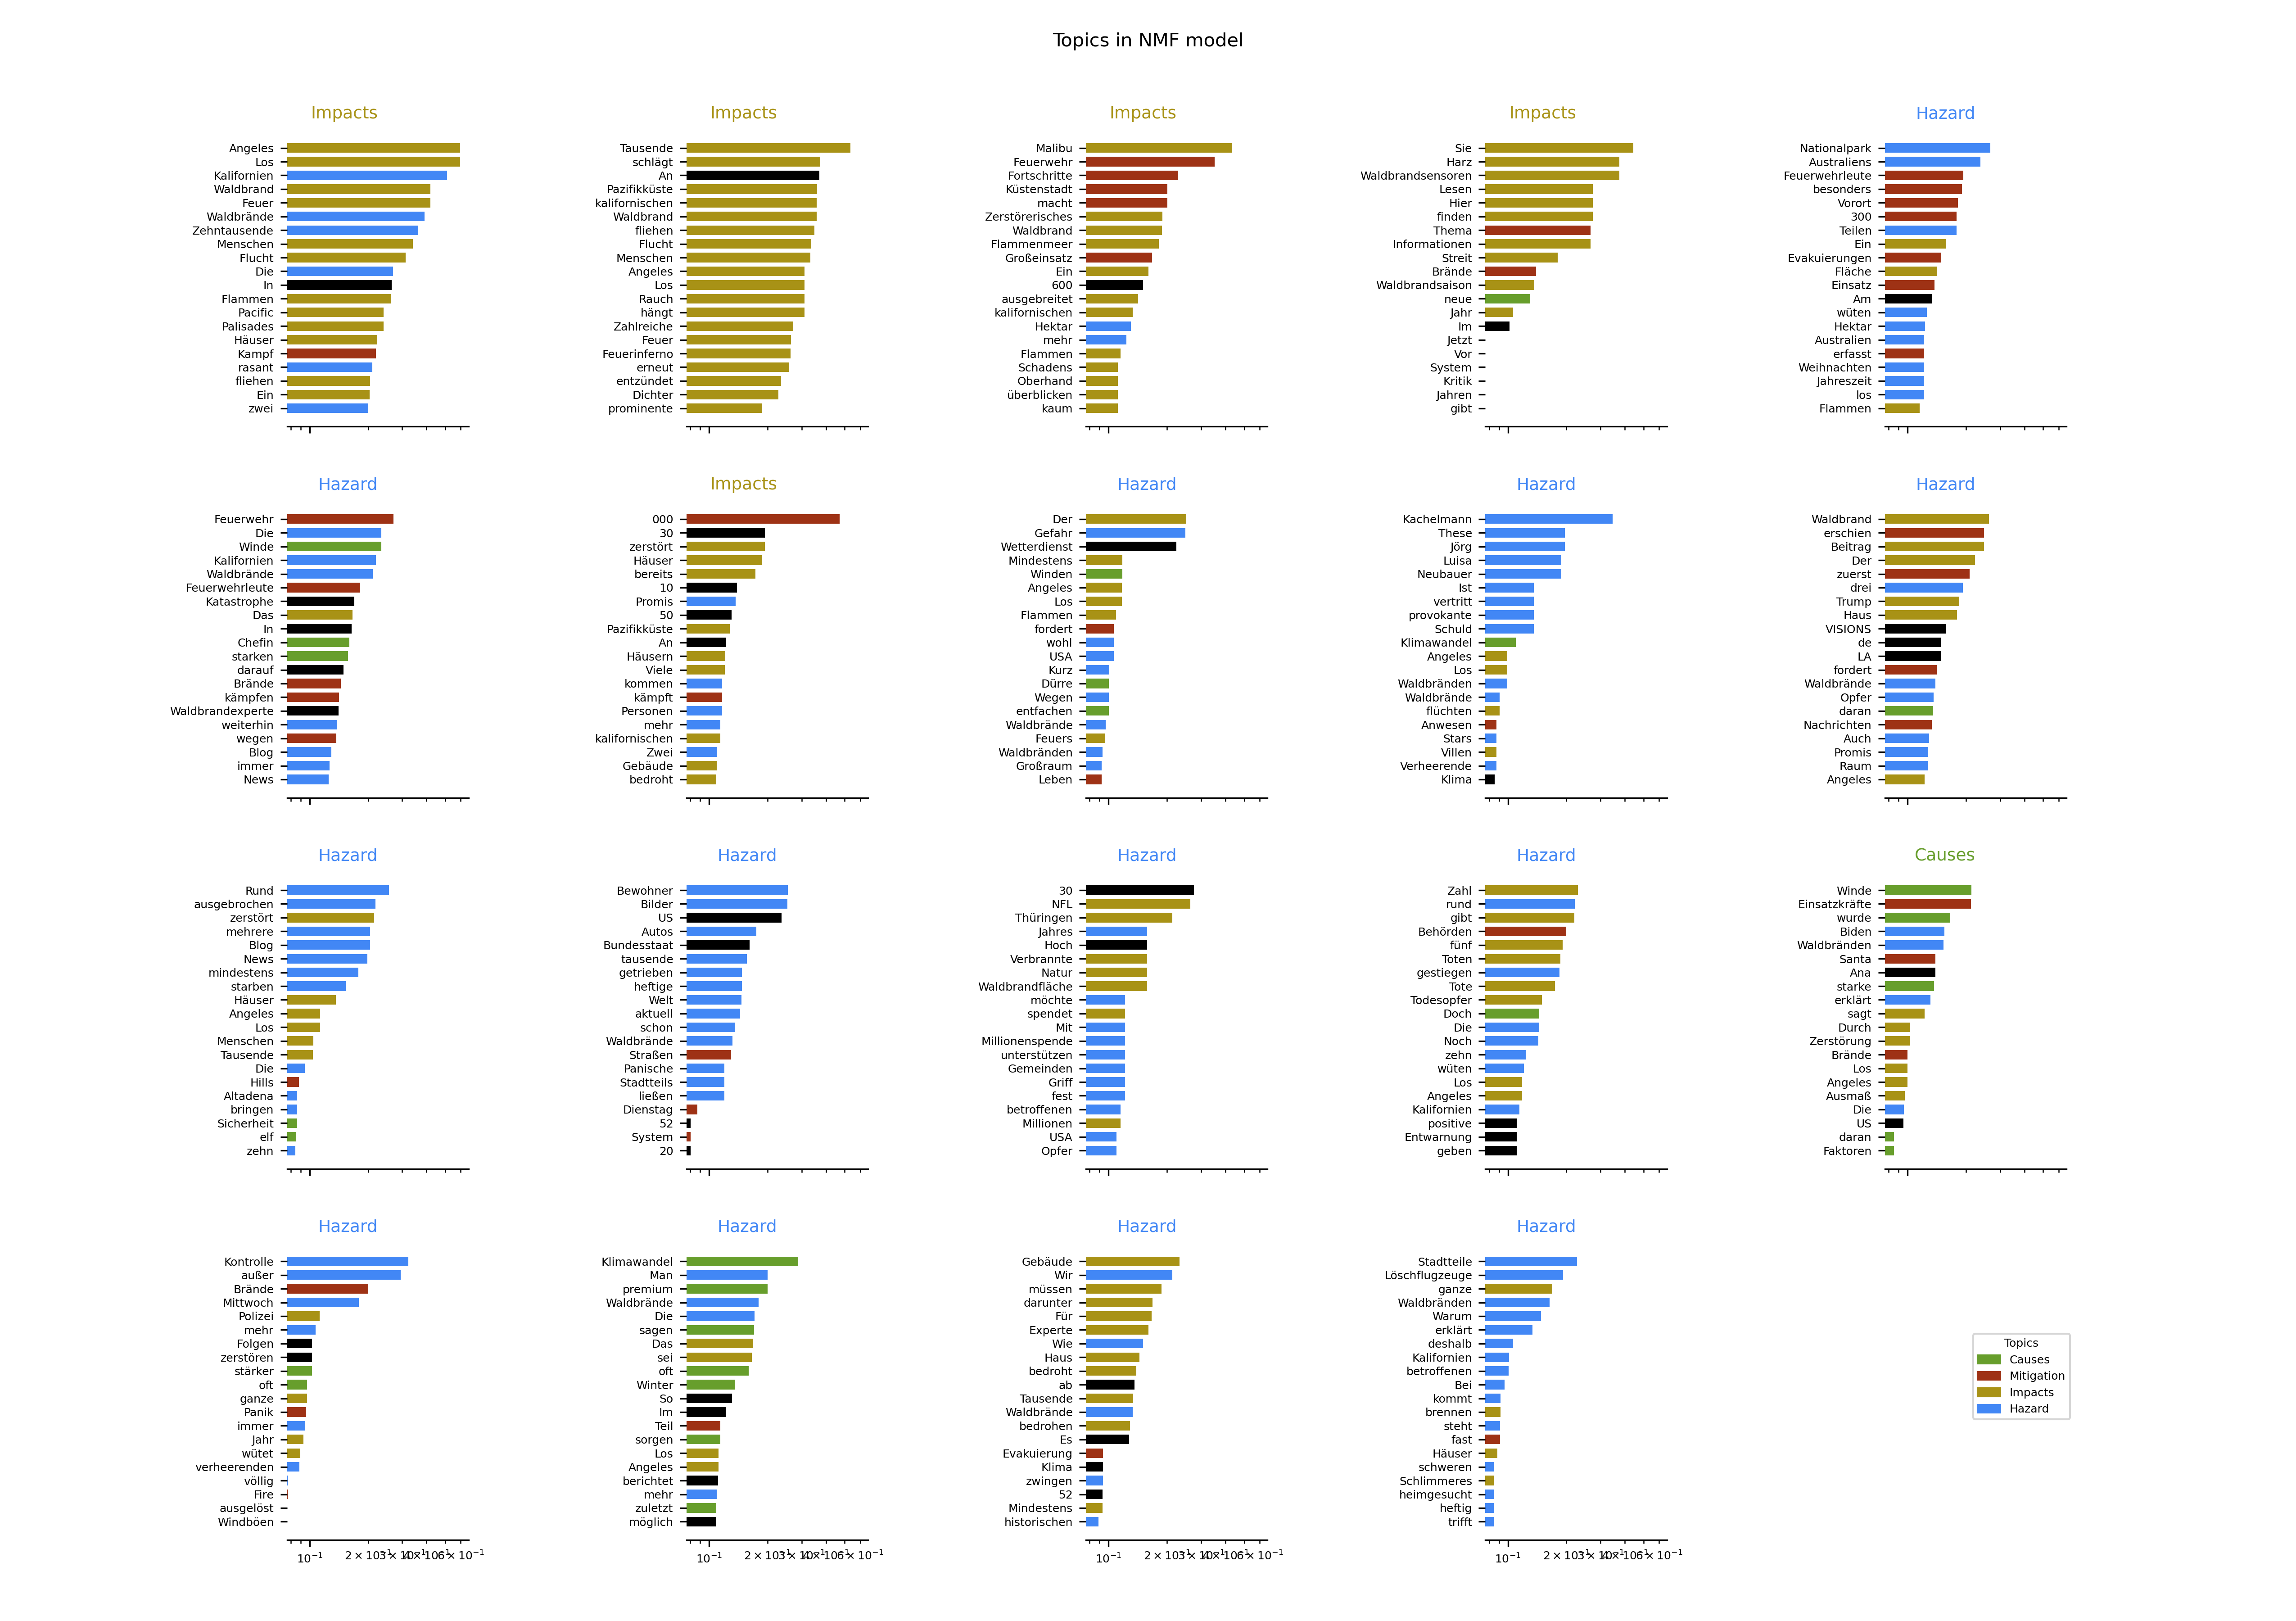 Topics in NMF model
Impacts
Angeles
Los
Kalifornien
Waldbrand
Feuer
Waldbrände
Zehntausende
Menschen
Flucht
Die
In
Flammen
Pacific
Palisades
Häuser
Kampf
rasant
fliehen
Ein
zwei
Impacts
Tausende
schlägt
An
Pazifikküste
kalifornischen
Waldbrand
fliehen
Flucht
Menschen
Angeles
Los
Rauch
hängt
Zahlreiche
Feuer
Feuerinferno
erneut
entzündet
Dichter
prominente
Impacts
Malibu
Feuerwehr
Fortschritte
Küstenstadt
macht
Zerstörerisches
Waldbrand
Flammenmeer
Großeinsatz
Ein
600
ausgebreitet
kalifornischen
Hektar
mehr
Flammen
Schadens
Oberhand
überblicken
kaum
Impacts
Sie
Harz
Waldbrandsensoren
Lesen
Hier
finden
Thema
Informationen
Streit
Brände
Waldbrandsaison
neue
Jahr
Im
Jetzt
Vor
System
Kritik
Jahren
gibt
Hazard
Nationalpark
Australiens
Feuerwehrleute
besonders
Vorort
300
Teilen
Ein
Evakuierungen
Fläche
Einsatz
Am
wüten
Hektar
Australien
erfasst
Weihnachten
Jahreszeit
los
Flammen
Hazard
Feuerwehr
Die
Winde
Kalifornien
Waldbrände
Feuerwehrleute
Katastrophe
Das
In
Chefin
starken
darauf
Brände
kämpfen
Waldbrandexperte
weiterhin
wegen
Blog
immer
News
Impacts
000
30
zerstört
Häuser
bereits
10
Promis
50
Pazifikküste
An
Häusern
Viele
kommen
kämpft
Personen
mehr
kalifornischen
Zwei
Gebäude
bedroht
Hazard
Der
Gefahr
Wetterdienst
Mindestens
Winden
Angeles
Los
Flammen
fordert
wohl
USA
Kurz
Dürre
Wegen
entfachen
Waldbrände
Feuers
Waldbränden
Großraum
Leben
Hazard
Kachelmann
These
Jörg
Luisa
Neubauer
Ist
vertritt
provokante
Schuld
Klimawandel
Angeles
Los
Waldbränden
Waldbrände
flüchten
Anwesen
Stars
Villen
Verheerende
Klima
Hazard
Waldbrand
erschien
Beitrag
Der
zuerst
drei
Trump
Haus
VISIONS
de
LA
fordert
Waldbrände
Opfer
daran
Nachrichten
Auch
Promis
Raum
Angeles
Hazard
Rund
ausgebrochen
zerstört
mehrere
Blog
News
mindestens
starben
Häuser
Angeles
Los
Menschen
Tausende
Die
Hills
Altadena
bringen
Sicherheit
elf
zehn
Hazard
Bewohner
Bilder
US
Autos
Bundesstaat
tausende
getrieben
heftige
Welt
aktuell
schon
Waldbrände
Straßen
Panische
Stadtteils
ließen
Dienstag
52
System
20
Hazard
30
NFL
Thüringen
Jahres
Hoch
Verbrannte
Natur
Waldbrandfläche
möchte
spendet
Mit
Millionenspende
unterstützen
Gemeinden
Griff
fest
betroffenen
Millionen
USA
Opfer
Hazard
Zahl
rund
gibt
Behörden
fünf
Toten
gestiegen
Tote
Todesopfer
Doch
Die
Noch
zehn
wüten
Los
Angeles
Kalifornien
positive
Entwarnung
geben
Causes
Winde
Einsatzkräfte
wurde
Biden
Waldbränden
Santa
Ana
starke
erklärt
sagt
Durch
Zerstörung
Brände
Los
Angeles
Ausmaß
Die
US
daran
Faktoren
Hazard
Kontrolle
außer
Brände
Mittwoch
Polizei
mehr
Folgen
zerstören
stärker
oft
ganze
Panik
immer
Jahr
wütet
verheerenden
völlig
Fire
ausgelöst
Windböen
10⁻¹
Hazard
Klimawandel
Man
premium
Waldbrände
Die
sagen
Das
sei
oft
Winter
So
Im
Teil
sorgen
Los
Angeles
berichtet
mehr
zuletzt
möglich
10⁻¹
Hazard
Gebäude
Wir
müssen
darunter
Für
Experte
Wie
Haus
bedroht
ab
Tausende
Waldbrände
bedrohen
Es
Evakuierung
Klima
zwingen
52
Mindestens
historischen
10⁻¹
Hazard
Stadtteile
Löschflugzeuge
ganze
Waldbränden
Warum
erklärt
deshalb
Kalifornien
betroffenen
Bei
kommt
brennen
steht
fast
Häuser
schweren
Schlimmeres
heimgesucht
heftig
trifft
10⁻¹
Topics
Causes
Mitigation
Impacts
Hazard